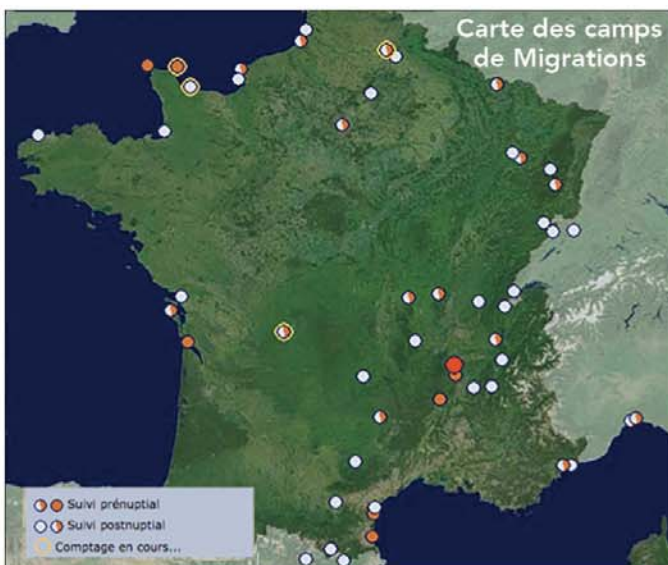 Carte des camps
de Migrations
Suivi prénuptial
Suivi postnuptial
Comptage en cours...